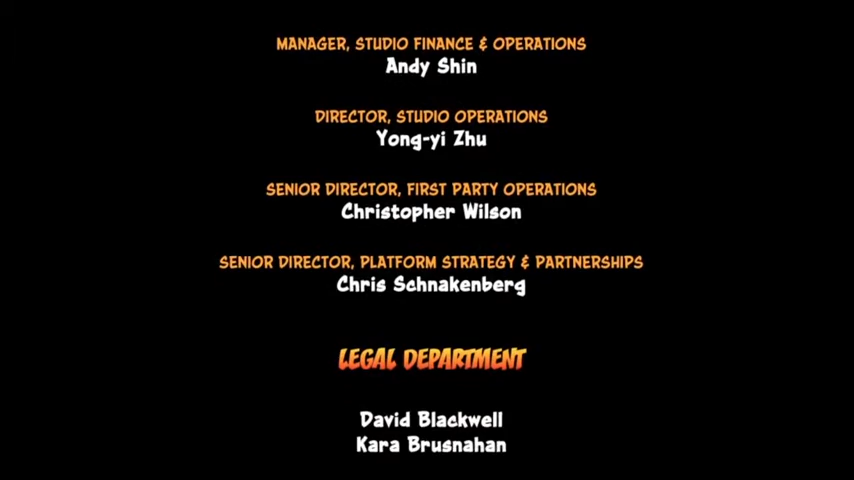 MANAGER, STUDIO FINANCE & OPERATIONS
Andy Shin
DIRECTOR, STUDIO OPERATIONS
Yong-yi Zhu
SENIOR DIRECTOR, FIRST PARTY OPERATIONS
Christopher Wilson
SENIOR DIRECTOR, PLATFORM STRATEGY & PARTNERSHIPS
Chris Schnakenberg
LEGAL DEPARTMENT
David Blackwell
Kara Brusnahan